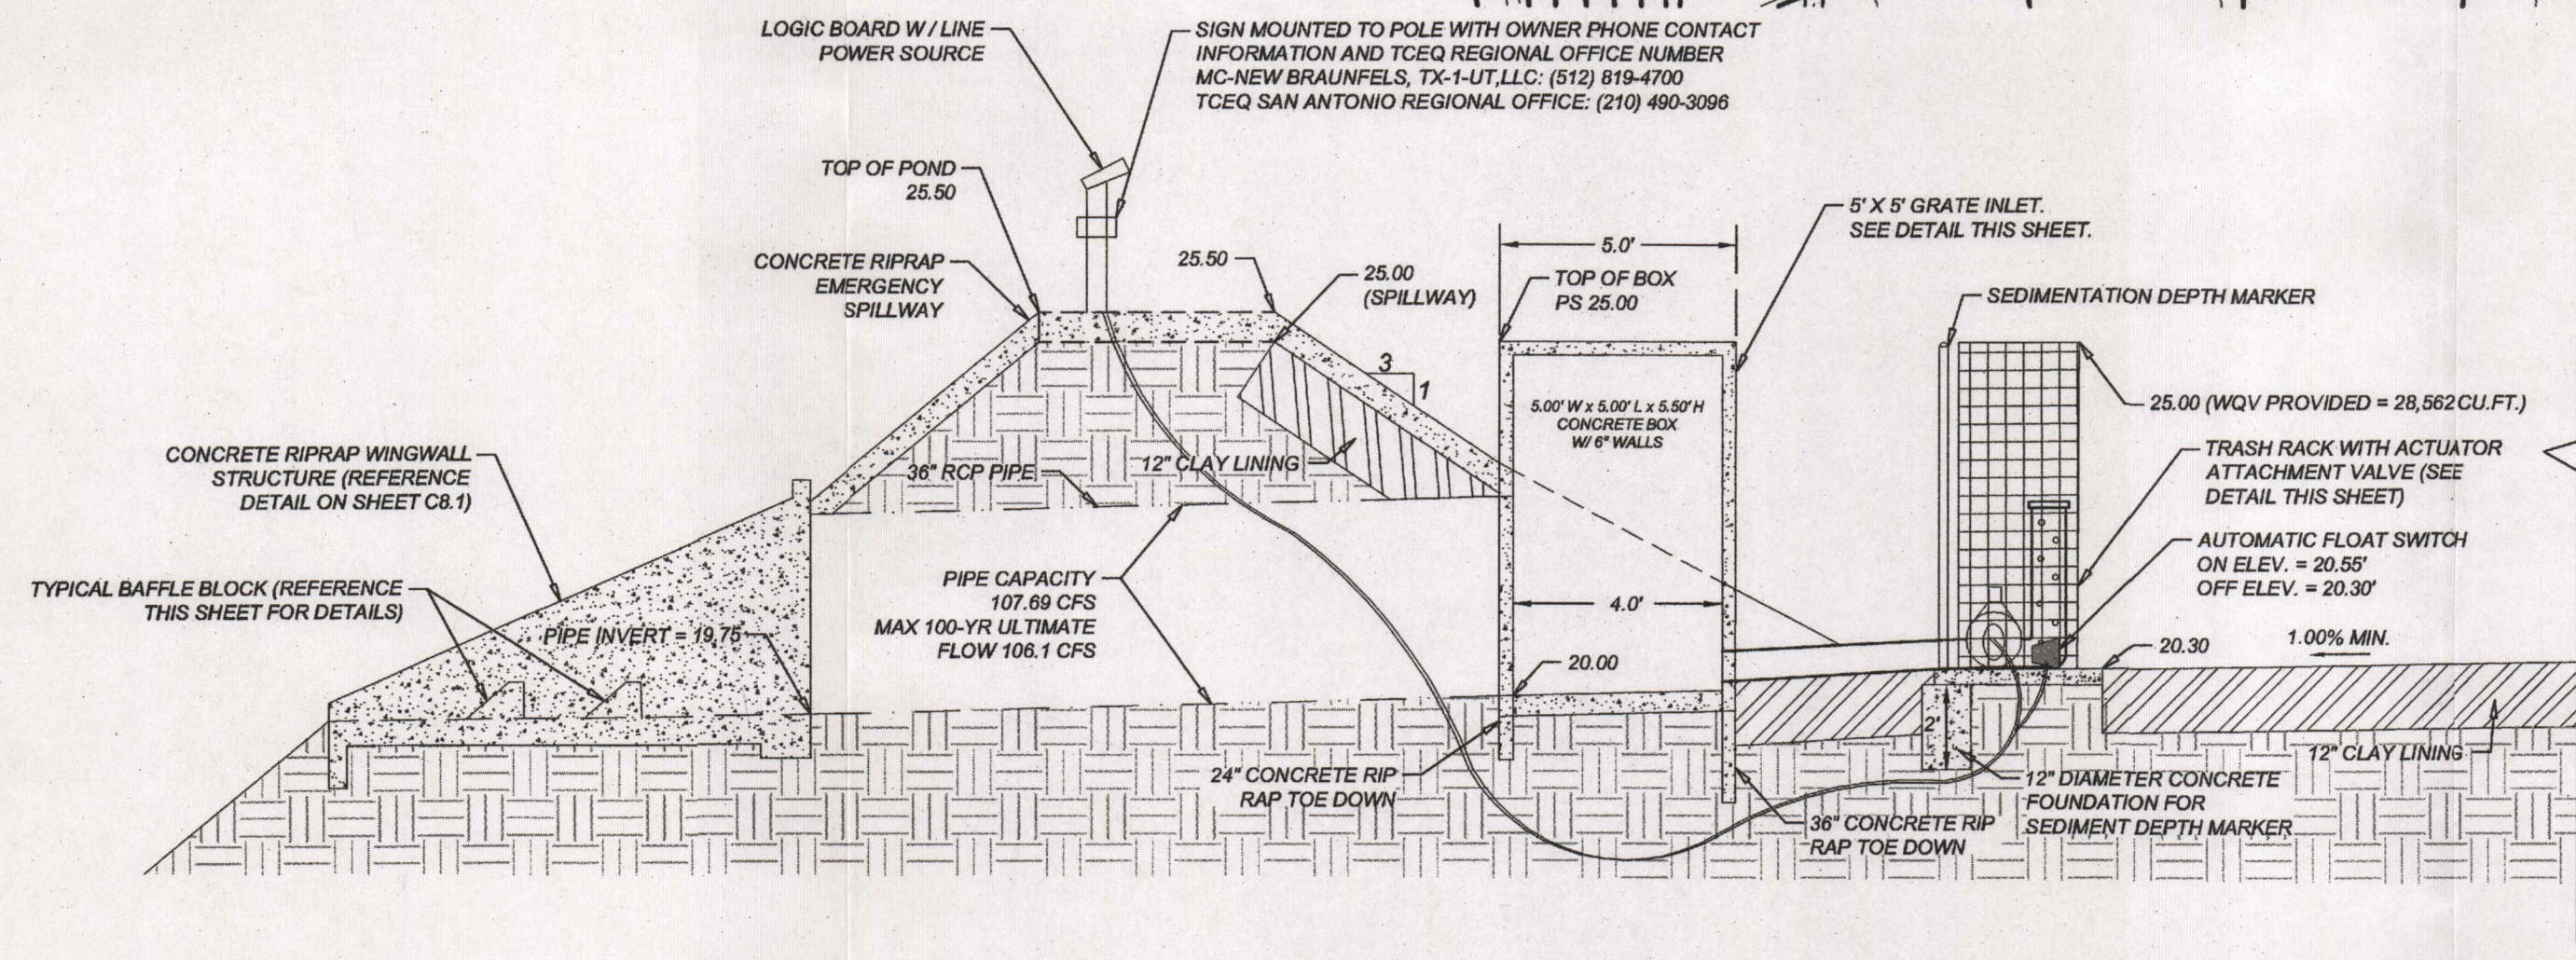 LOGIC BOARD W / LINE
POWER SOURCE
SIGN MOUNTED TO POLE WITH OWNER PHONE CONTACT
INFORMATION AND TCEQ REGIONAL OFFICE NUMBER
MC-NEW BRAUNFELS, TX-1-UT,LLC: (512) 819-4700
TCEQ SAN ANTONIO REGIONAL OFFICE: (210) 490-3096
TOP OF POND
25.50
5' X 5' GRATE INLET.
SEE DETAIL THIS SHEET.
CONCRETE RIPRAP
EMERGENCY
SPILLWAY
25.50
25.00
(SPILLWAY)
5.0'
TOP OF BOX
PS 25.00
SEDIMENTATION DEPTH MARKER
3
1
5.00' W x 5.00' L x 5.50' H
CONCRETE BOX
W/ 6" WALLS
25.00 (WQV PROVIDED = 28,562 CU.FT.)
CONCRETE RIPRAP WINGWALL
STRUCTURE (REFERENCE
DETAIL ON SHEET C8.1)
36" RCP PIPE
12" CLAY LINING
TRASH RACK WITH ACTUATOR
ATTACHMENT VALVE (SEE
DETAIL THIS SHEET)
AUTOMATIC FLOAT SWITCH
ON ELEV. = 20.55'
OFF ELEV. = 20.30'
TYPICAL BAFFLE BLOCK (REFERENCE
THIS SHEET FOR DETAILS)
PIPE INVERT = 19.75
PIPE CAPACITY
107.69 CFS
MAX 100-YR ULTIMATE
FLOW 106.1 CFS
4.0'
20.00
20.30
1.00% MIN.
2'
12" CLAY LINING
24" CONCRETE RIP
RAP TOE DOWN
36" CONCRETE RIP
RAP TOE DOWN
12" DIAMETER CONCRETE
FOUNDATION FOR
SEDIMENT DEPTH MARKER